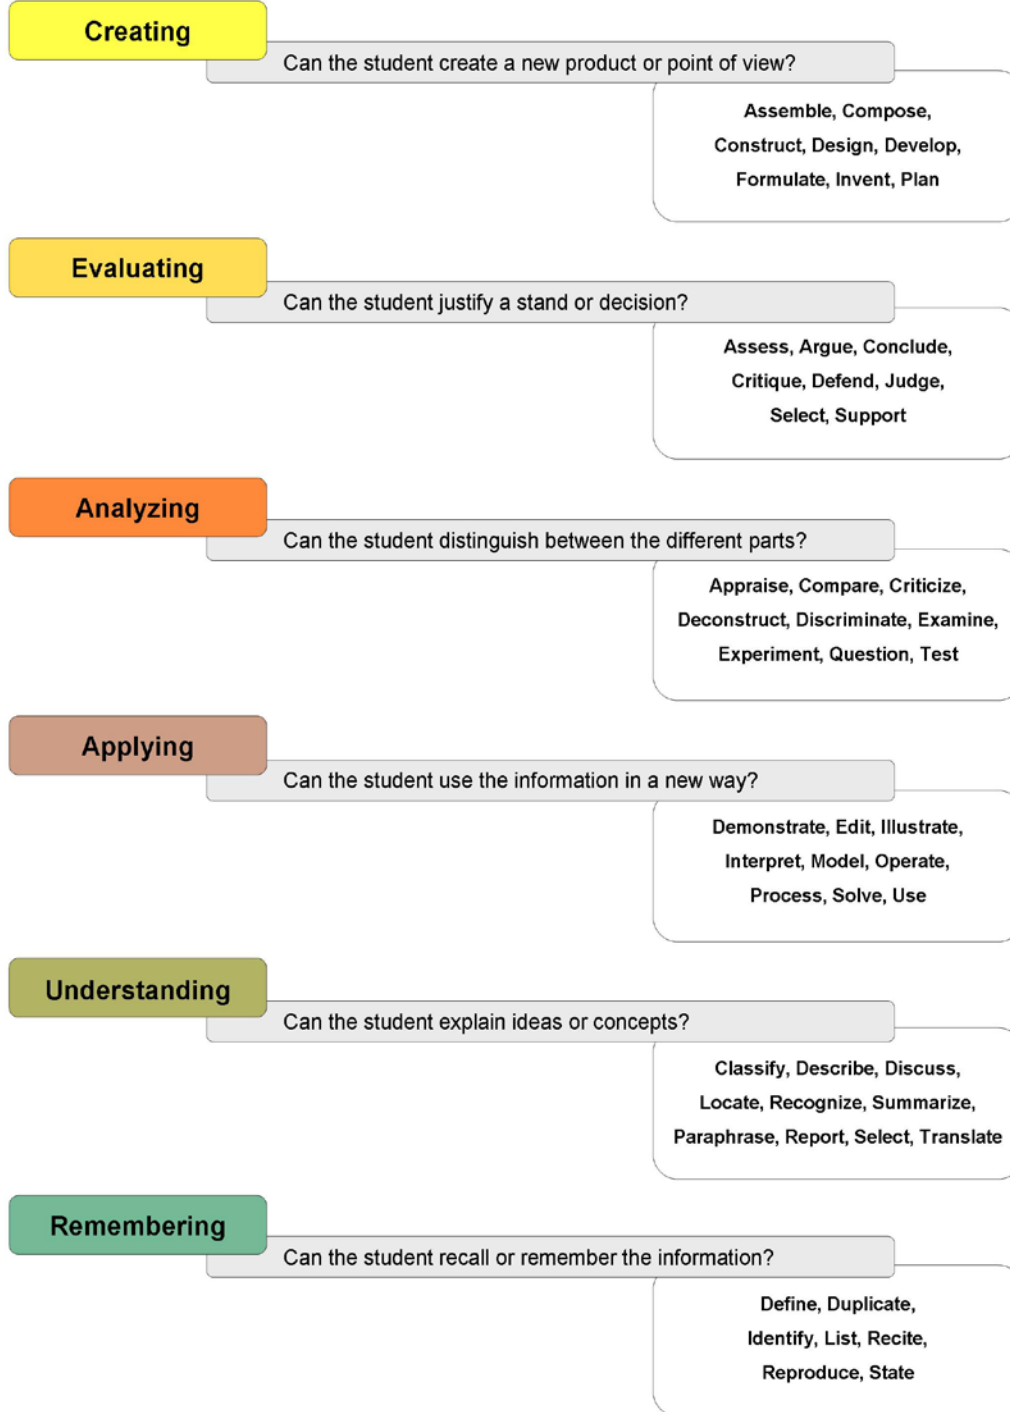 Creating
Can the student create a new product or point of view?
Assemble, Compose,
Construct, Design, Develop,
Formulate, Invent, Plan
Evaluating
Can the student justify a stand or decision?
Assess, Argue, Conclude,
Critique, Defend, Judge,
Select, Support
Analyzing
Can the student distinguish between the different parts?
Appraise, Compare, Criticize,
Deconstruct, Discriminate, Examine,
Experiment, Question, Test
Applying
Can the student use the information in a new way?
Demonstrate, Edit, Illustrate,
Interpret, Model, Operate,
Process, Solve, Use
Understanding
Can the student explain ideas or concepts?
Classify, Describe, Discuss,
Locate, Recognize, Summarize,
Paraphrase, Report, Select, Translate
Remembering
Can the student recall or remember the information?
Define, Duplicate,
Identify, List, Recite,
Reproduce, State